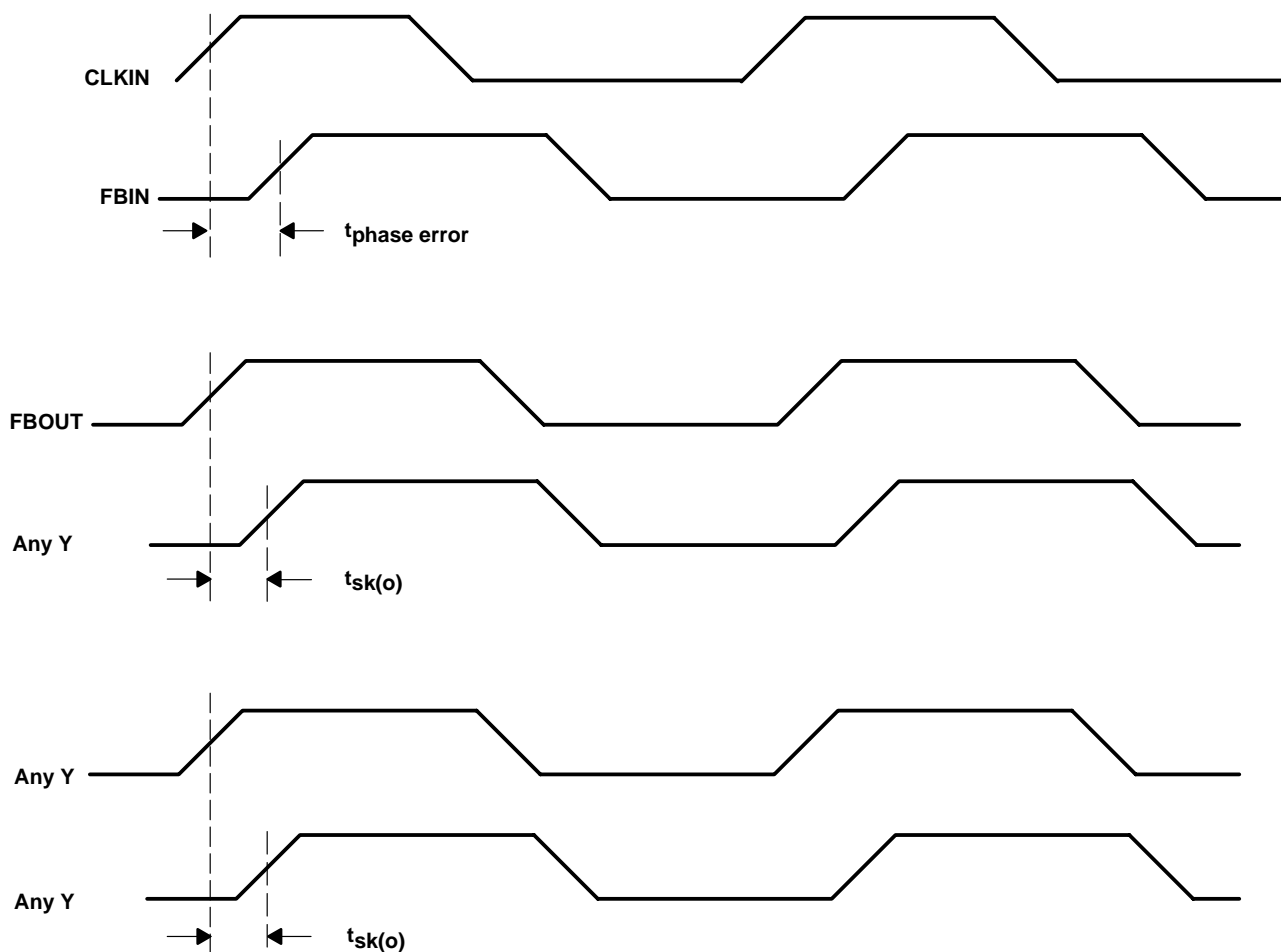 CLKIN
FBIN
tphase error
FBOUT
Any Y
tsk(o)
Any Y
Any Y
tsk(o)